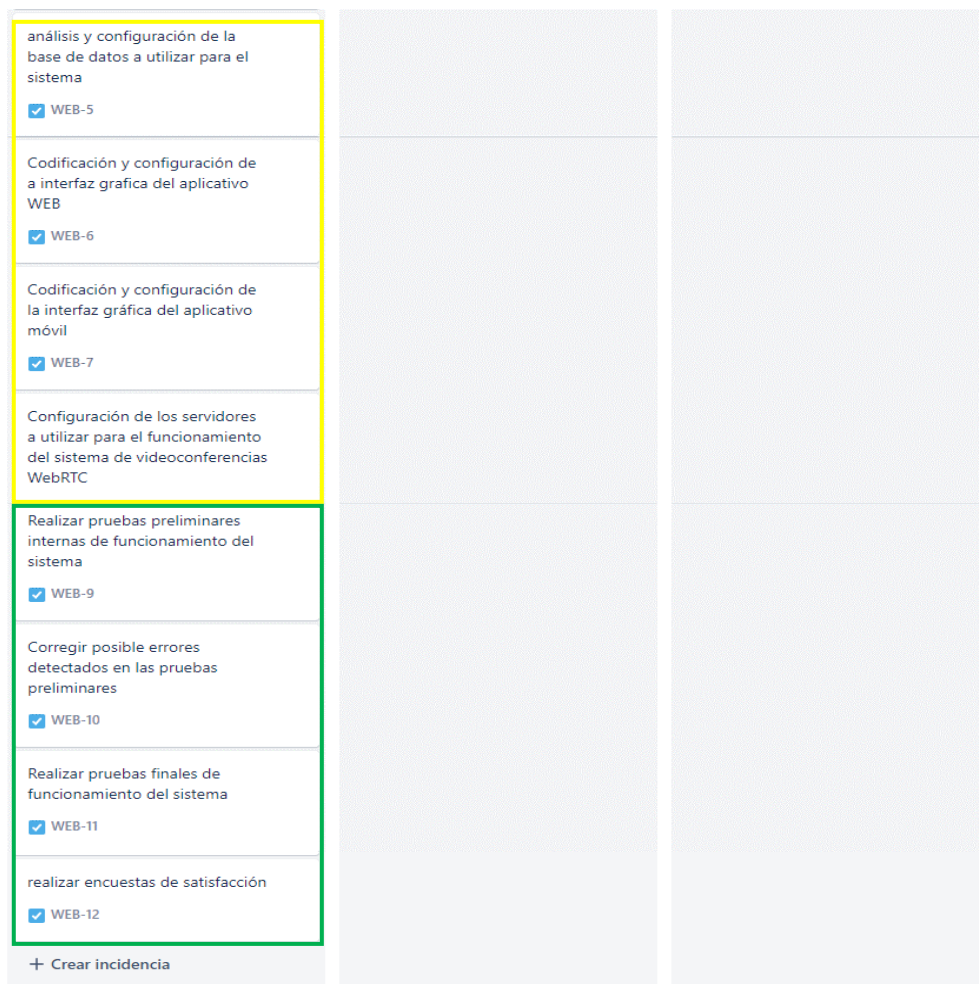 análisis y configuración de la
base de datos a utilizar para el
sistema
WEB-5
Codificación y configuración de
a interfaz grafica del aplicativo
WEB
WEB-6
Codificación y configuración de
la interfaz gráfica del aplicativo
móvil
WEB-7
Configuración de los servidores
a utilizar para el funcionamiento
del sistema de videoconferencias
WebRTC
Realizar pruebas preliminares
internas de funcionamiento del
sistema
WEB-9
Corregir posible errores
detectados en las pruebas
preliminares
WEB-10
Realizar pruebas finales de
funcionamiento del sistema
WEB-11
realizar encuestas de satisfacción
WEB-12
+ Crear incidencia